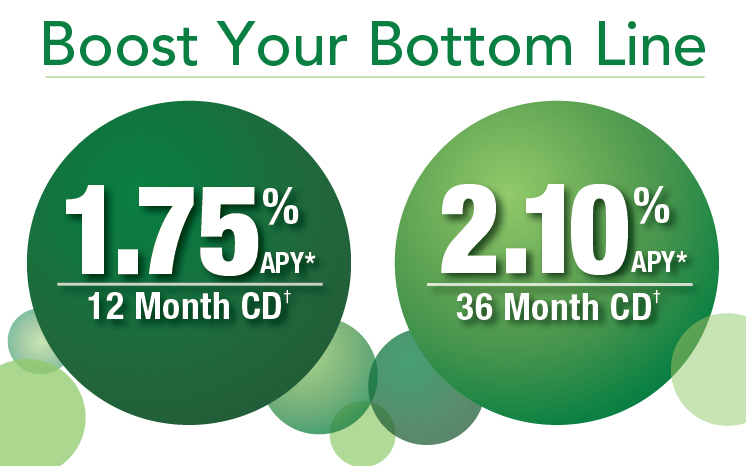 Boost Your Bottom Line
1.75%
APY*
12 Month CD†
2.10%
APY*
36 Month CD†